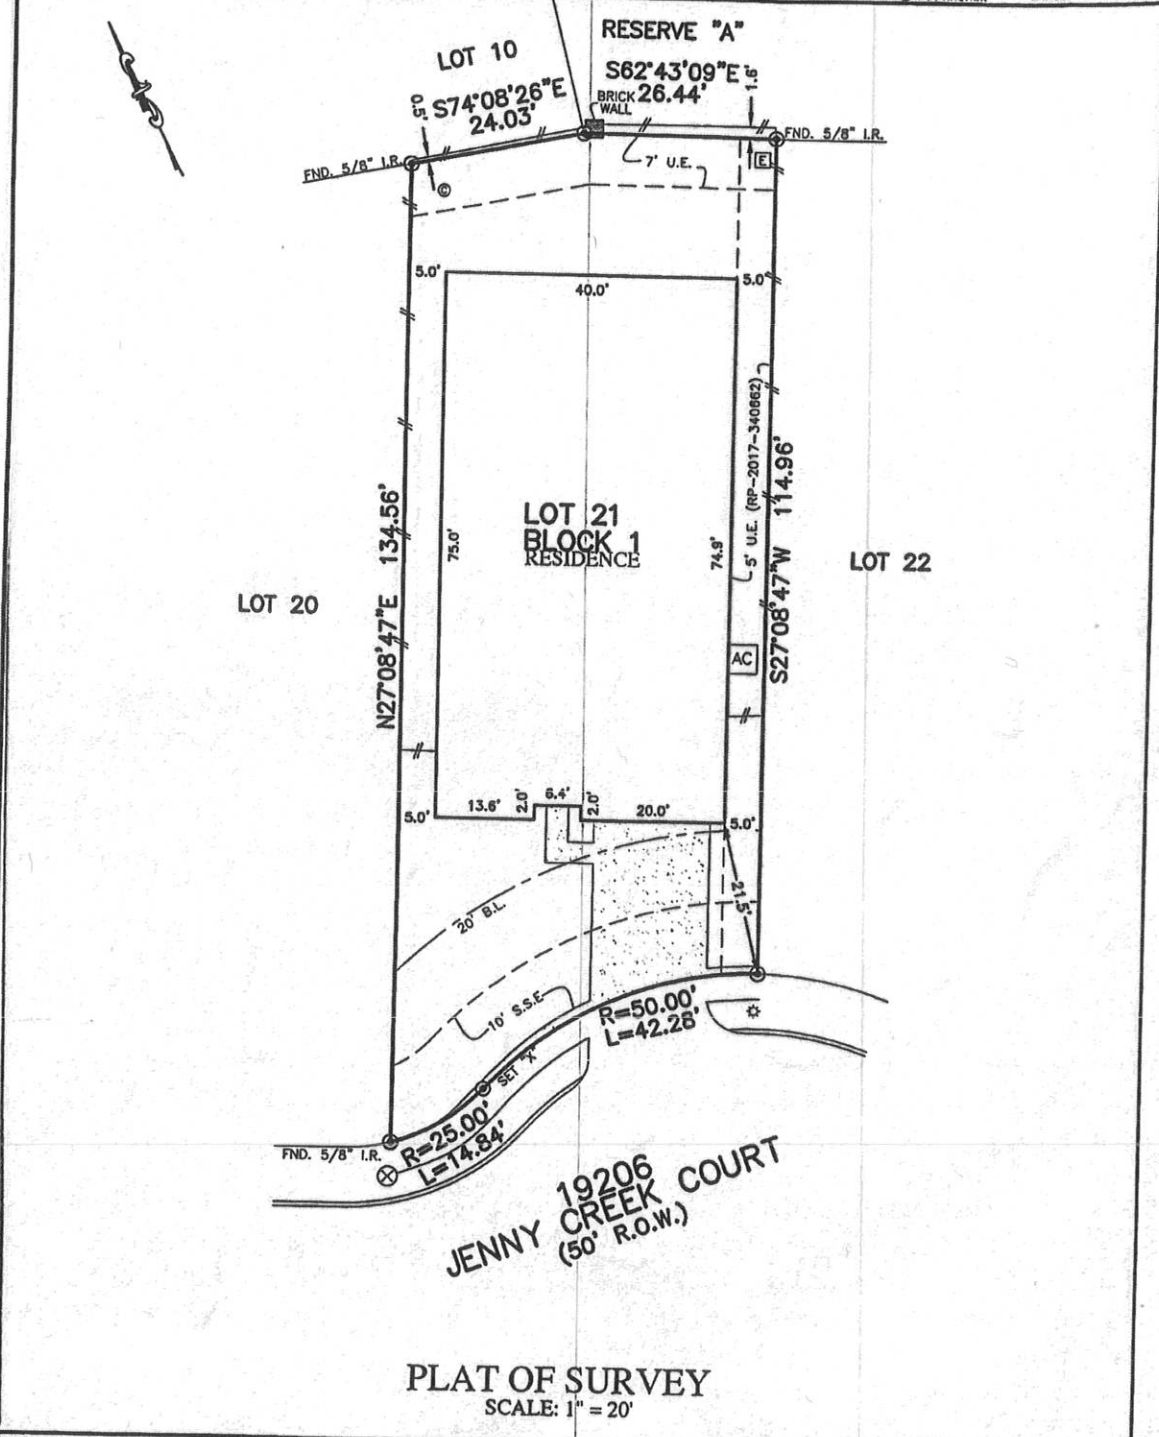 RESERVE "A"
LOT 10
S62°43'09"E
26.44'
1.6'
BRICK
WALL
S74°08'26"E
24.03'
0.5'
FND. 5/8" I.R.
FND. 5/8" I.R.
7' U.E.
E
C
5.0'
40.0'
5.0'
N27°08'47"E 134.56'
75.0'
LOT 21
BLOCK 1
RESIDENCE
74.9'
5' U.E. (RP-2017-340662)
S27°08'47"W 114.96'
LOT 20
LOT 22
AC
5.0'
13.6'
2.0'
6.4'
2.0'
20.0'
5.0'
20' B.L.
21.5'
10' S.S.E
R=50.00'
L=42.28'
SET "X"
R=25.00'
L=14.84'
FND. 5/8" I.R.
19206
JENNY CREEK COURT
(50' R.O.W.)
PLAT OF SURVEY
SCALE: 1" = 20'